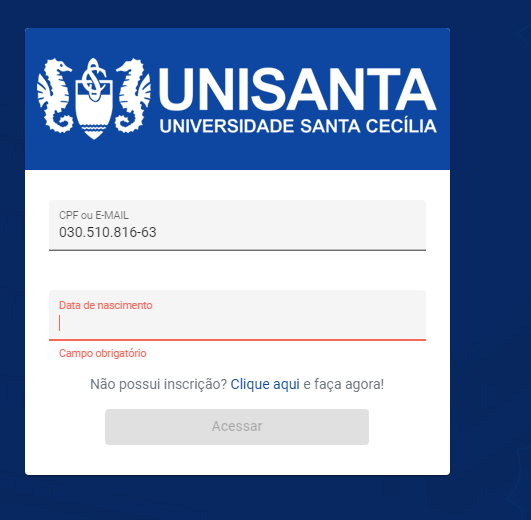 UNISANTA
UNIVERSIDADE SANTA CECÍLIA
CPF ou E-MAIL
030.510.816-63
Data de nascimento
Campo obrigatório
Não possui inscrição? Clique aqui e faça agora!
Acessar